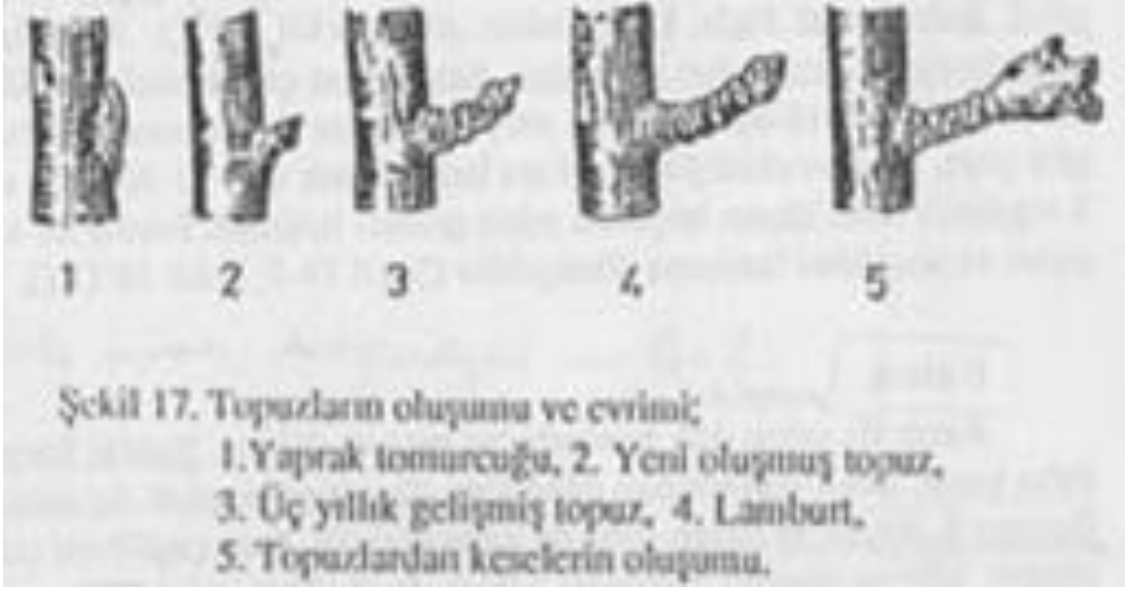 1 2 3 4 5
Şekil 17. Topuzların oluşumu ve evrimi;
1.Yaprak tomurcuğu, 2. Yeni oluşmuş topuz,
3. Üç yıllık gelişmiş topuz, 4. Lamburt,
5. Topuzlardan keselerin oluşumu.